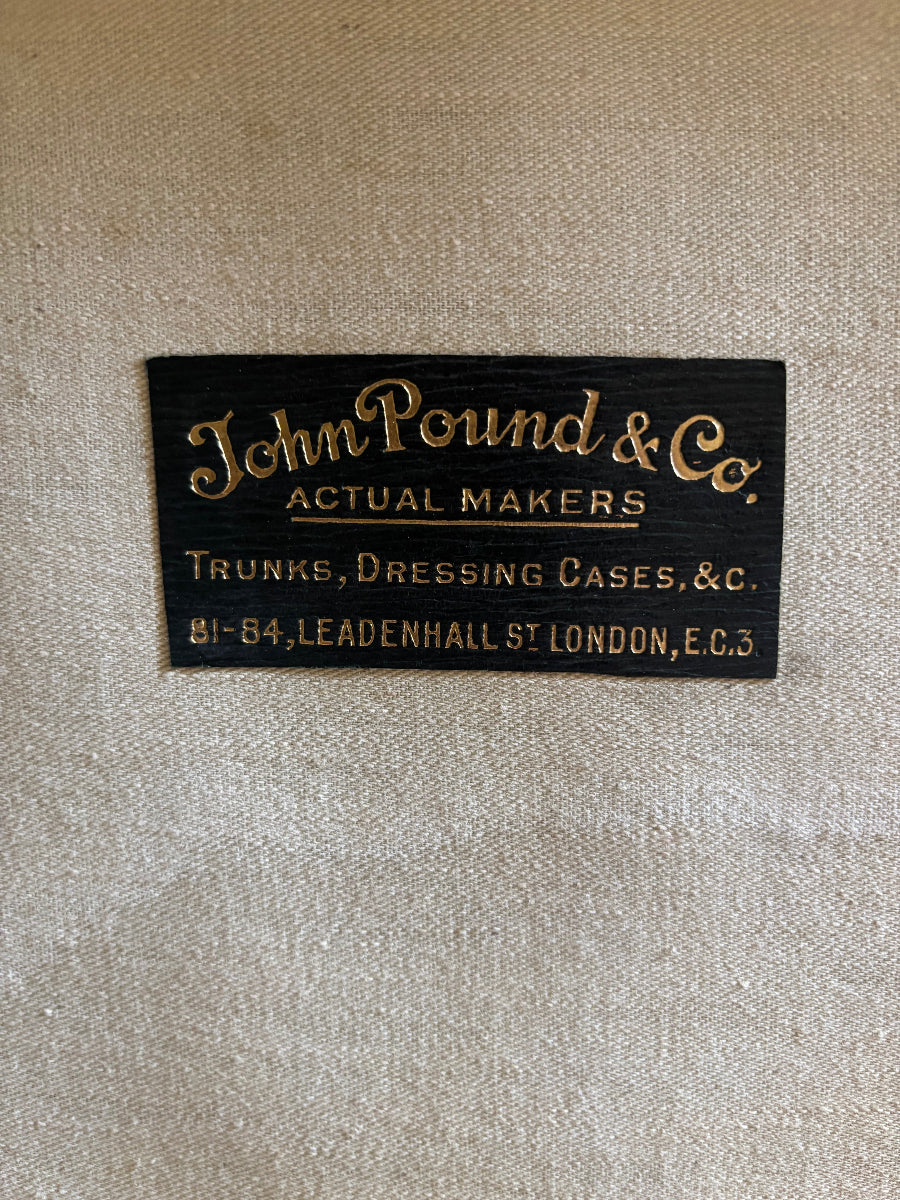 John Pound & Co.
ACTUAL MAKERS
TRUNKS, DRESSING CASES, &C.
81-84, LEADENHALL ST LONDON, E.C.3.